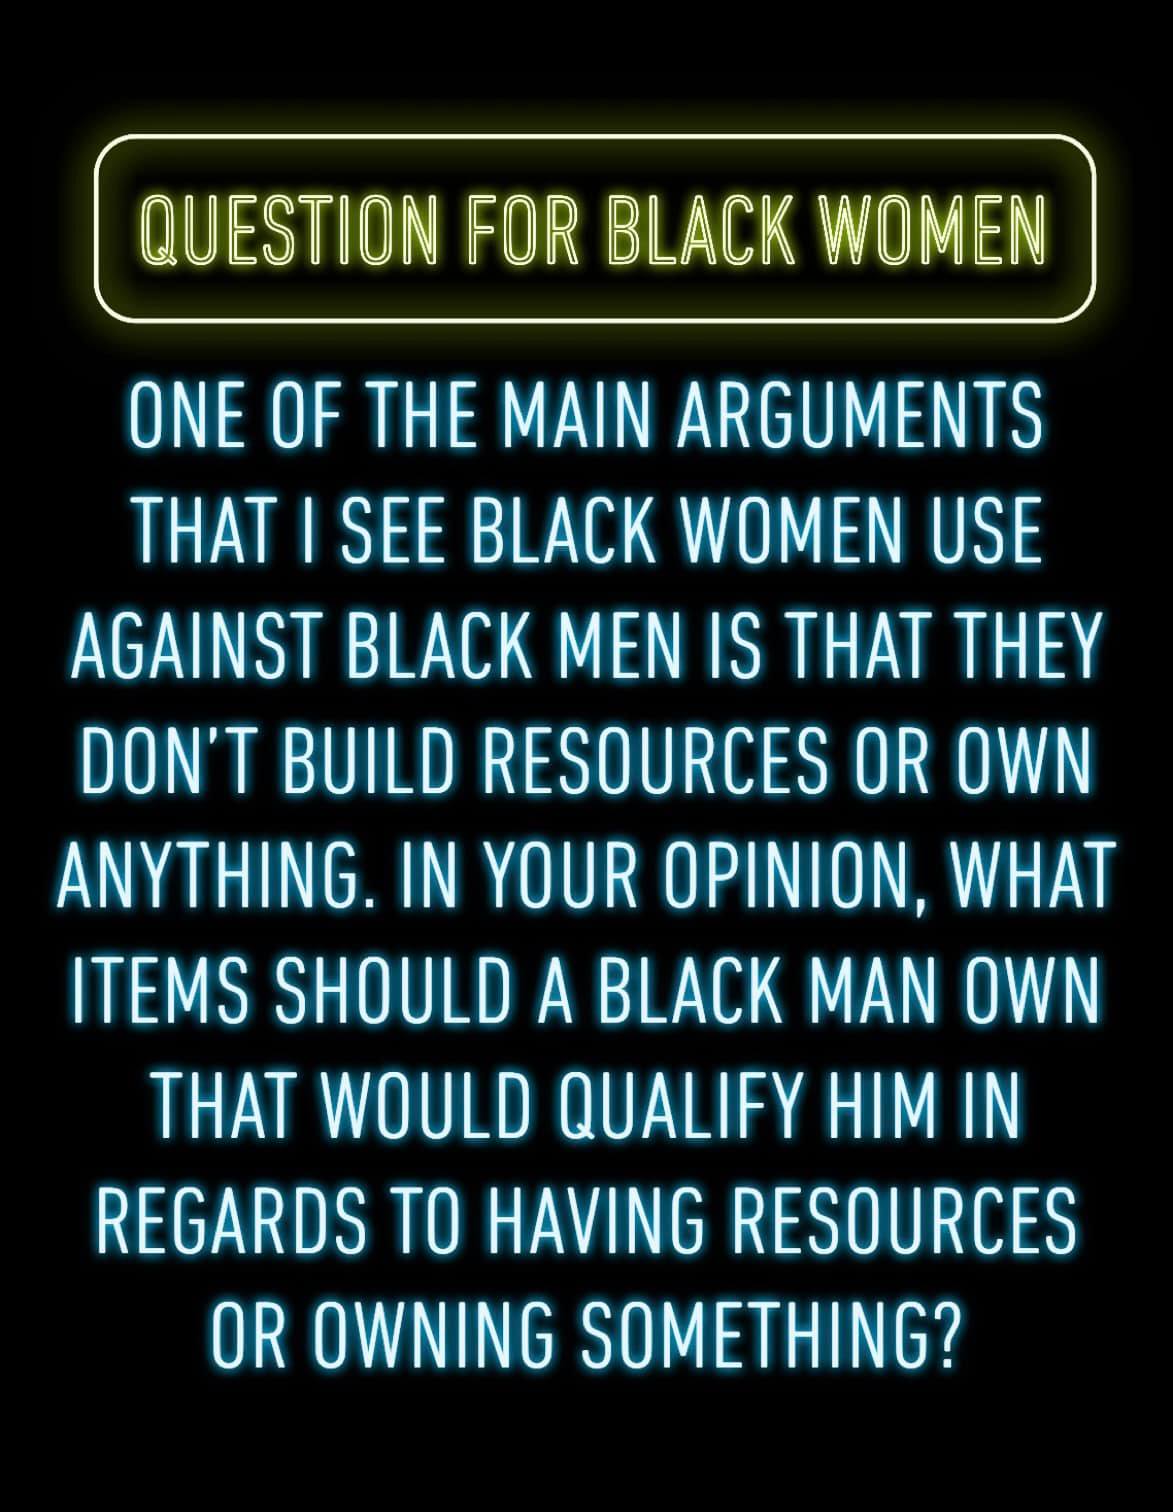 QUESTION FOR BLACK WOMEN
ONE OF THE MAIN ARGUMENTS
THAT I SEE BLACK WOMEN USE
AGAINST BLACK MEN IS THAT THEY
DON'T BUILD RESOURCES OR OWN
ANYTHING. IN YOUR OPINION, WHAT
ITEMS SHOULD A BLACK MAN OWN
THAT WOULD QUALIFY HIM IN
REGARDS TO HAVING RESOURCES
OR OWNING SOMETHING?